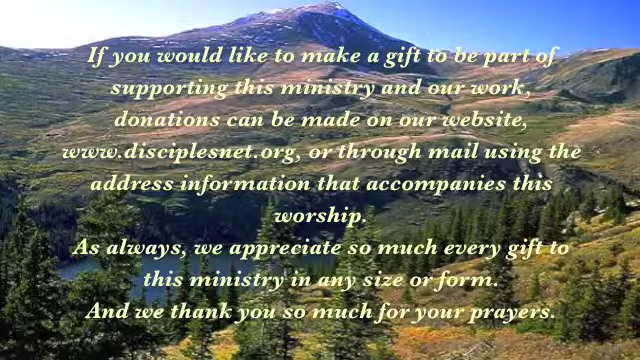 If you would like to make a gift to be part of
supporting this ministry and our work,
donations can be made on our website,
www.disciplesnet.org, or through mail using the
address information that accompanies this
worship.
As always, we appreciate so much every gift to
this ministry in any size or form.
And we thank you so much for your prayers.